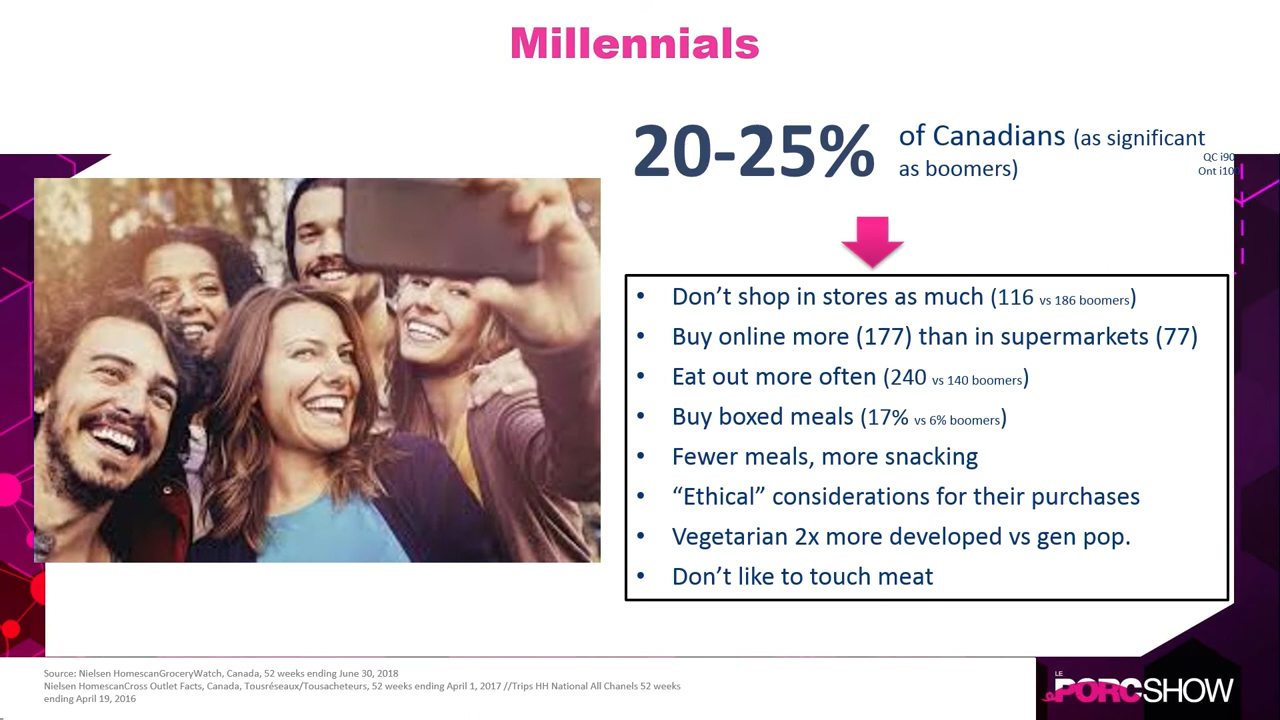 Millennials
20-25%
of Canadians (as significant
as boomers)
QC i90
Ont i10
• Don’t shop in stores as much (116 vs 186 boomers)
• Buy online more (177) than in supermarkets (77)
• Eat out more often (240 vs 140 boomers)
• Buy boxed meals (17% vs 6% boomers)
• Fewer meals, more snacking
• “Ethical” considerations for their purchases
• Vegetarian 2x more developed vs gen pop.
• Don’t like to touch meat
Source: Nielsen HomescanGroceryWatch, Canada, 52 weeks ending June 30, 2018
Nielsen HomescanCross Outlet Facts, Canada, Tousréseaux/Tousacheteurs, 52 weeks ending April 1, 2017 //Trips HH National All Chanels 52 weeks
ending April 19, 2016
LE
PORCSHOW